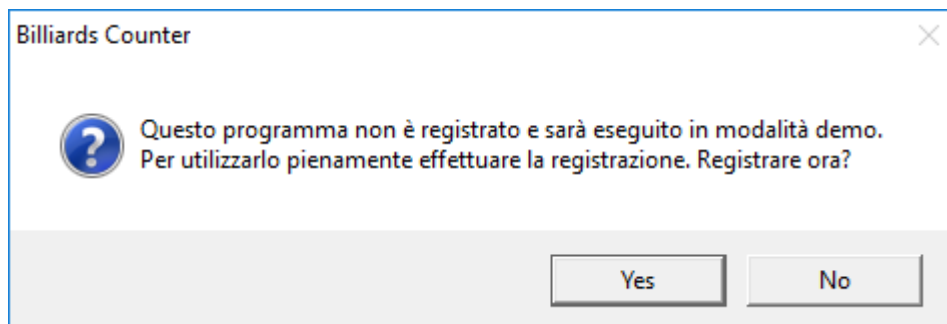 Billiards Counter
Questo programma non è registrato e sarà eseguito in modalità demo.
Per utilizzarlo pienamente effettuare la registrazione. Registrare ora?
Yes
No